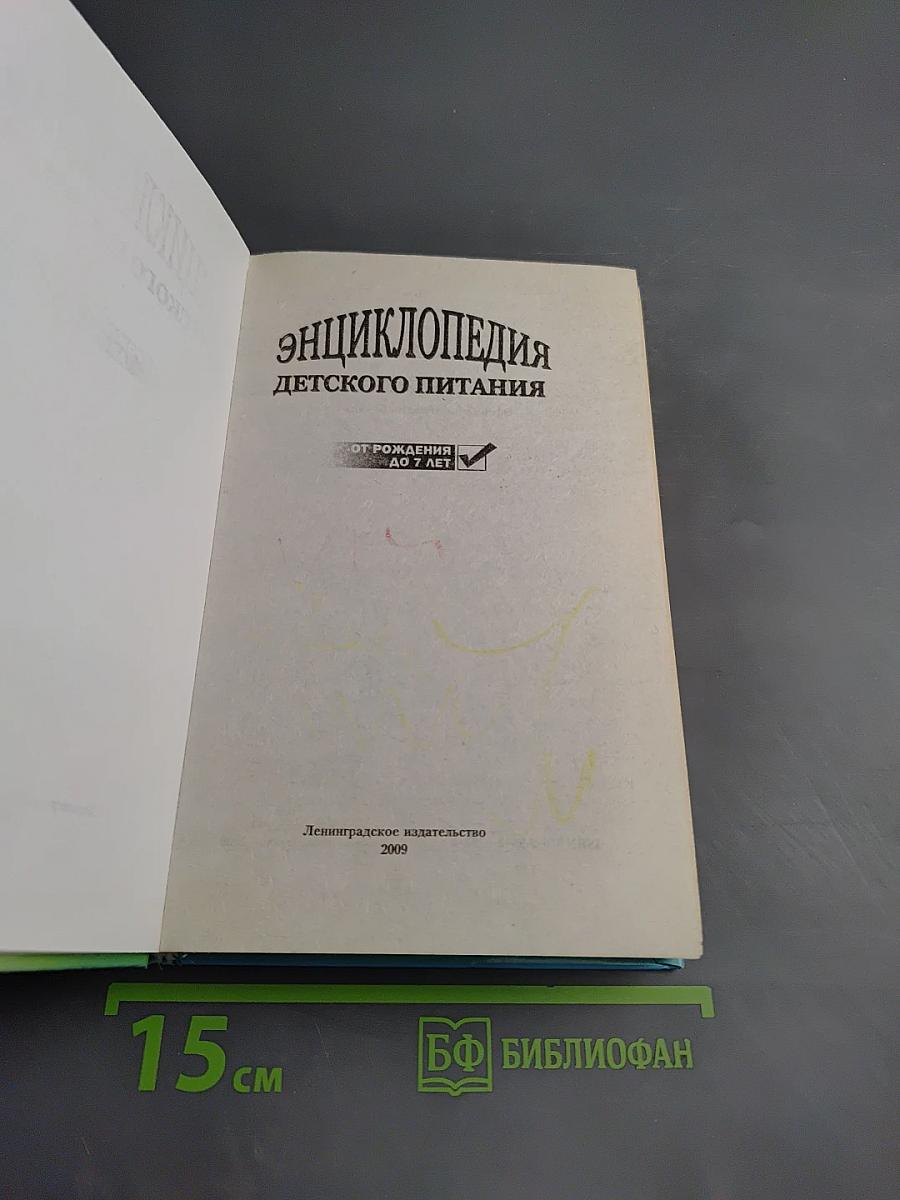 ЭНЦИКЛОПЕДИЯ
ДЕТСКОГО ПИТАНИЯ
ОТ РОЖДЕНИЯ
ДО 7 ЛЕТ
Ленинградское издательство
2009
15 см
БФ БИБЛИОФАН